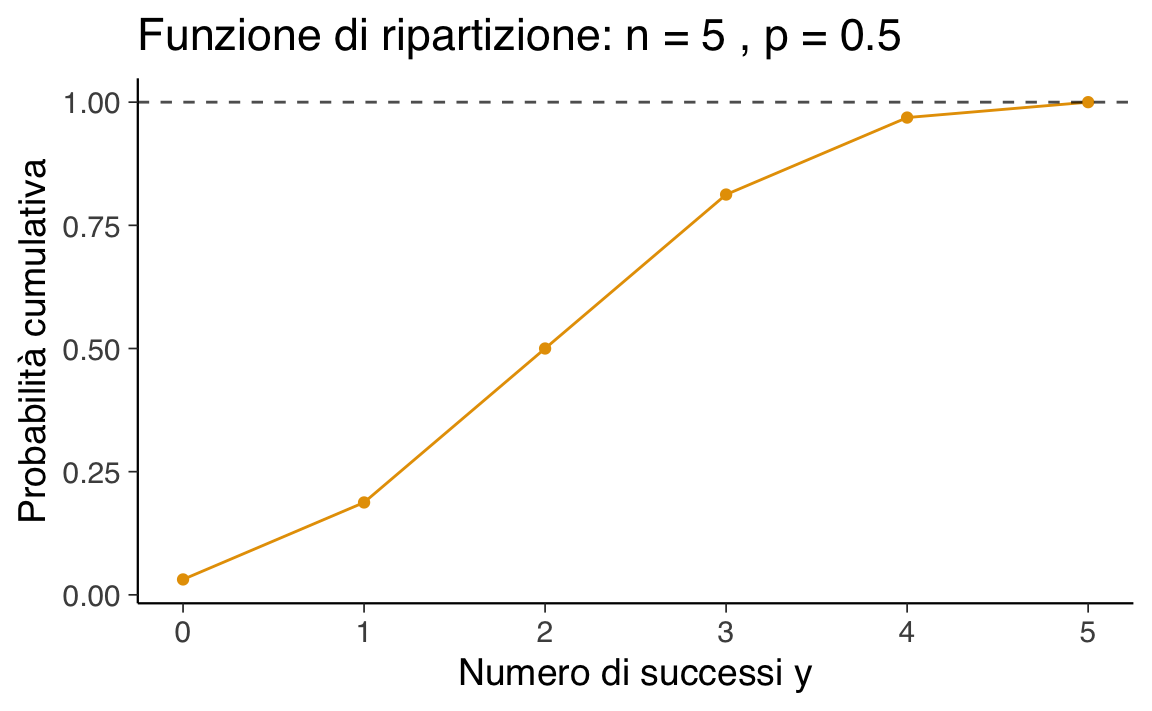 Funzione di ripartizione: n = 5 , p = 0.5
Probabilità cumulativa
1.00
0.75
0.50
0.25
0.00
0 1 2 3 4 5
Numero di successi y